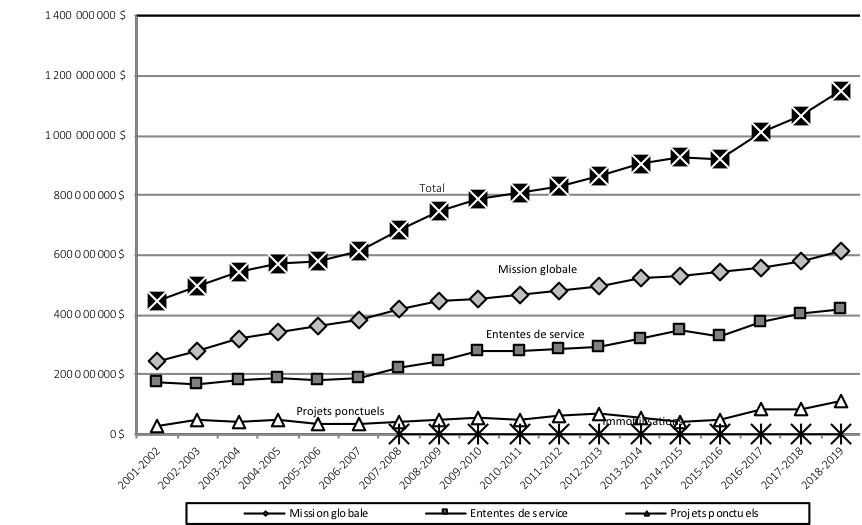 1 400 000 000 $
1 200 000 000 $
1 000 000 000 $
800 000 000 $
600 000 000 $
400 000 000 $
200 000 000 $
0 $
Total
Mission globale
Ententes de service
Projets ponctuels
Immobilisations
2001-2002
2002-2003
2003-2004
2004-2005
2005-2006
2006-2007
2007-2008
2008-2009
2009-2010
2010-2011
2011-2012
2012-2013
2013-2014
2014-2015
2015-2016
2016-2017
2017-2018
2018-2019
Mission globale Ententes de service Projets ponctuels